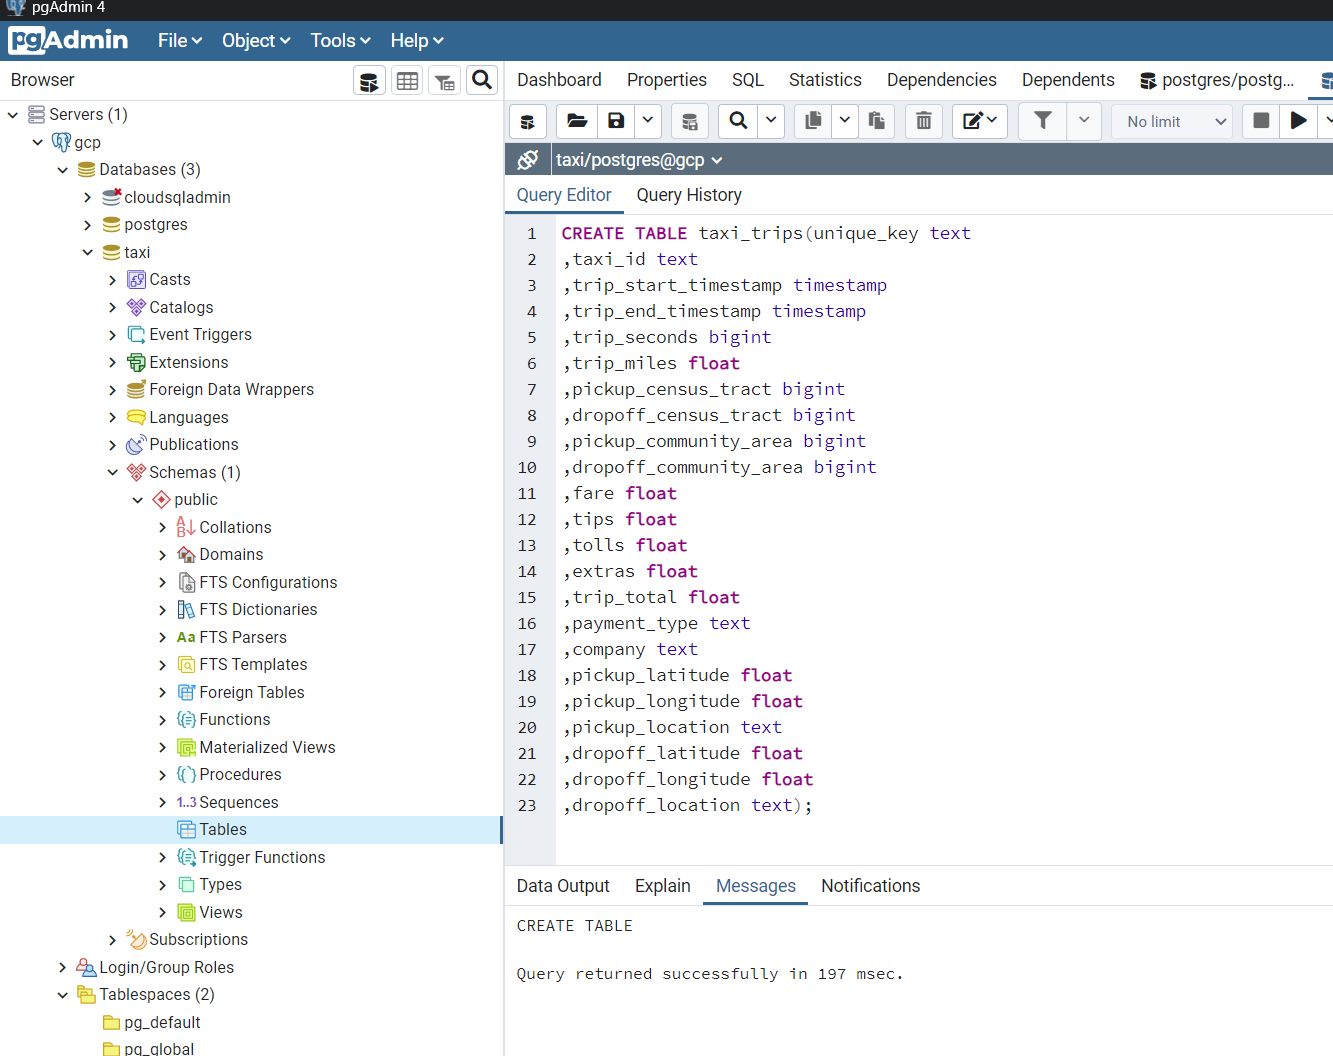 pgAdmin 4
pgAdmin File Object Tools Help
Browser
Dashboard Properties SQL Statistics Dependencies Dependents postgres/postg...
No limit
taxi/postgres@gcp
Query Editor Query History
Servers (1)
gcp
Databases (3)
cloudsqladmin
postgres
taxi
Casts
Catalogs
Event Triggers
Extensions
Foreign Data Wrappers
Languages
Publications
Schemas (1)
public
Collations
Domains
FTS Configurations
FTS Dictionaries
Aa FTS Parsers
FTS Templates
Foreign Tables
Functions
Materialized Views
Procedures
1..3 Sequences
Tables
Trigger Functions
Types
Views
Subscriptions
Login/Group Roles
Tablespaces (2)
pg_default
pg_global
1 CREATE TABLE taxi_trips(unique_key text
2 ,taxi_id text
3 ,trip_start_timestamp timestamp
4 ,trip_end_timestamp timestamp
5 ,trip_seconds bigint
6 ,trip_miles float
7 ,pickup_census_tract bigint
8 ,dropoff_census_tract bigint
9 ,pickup_community_area bigint
10 ,dropoff_community_area bigint
11 ,fare float
12 ,tips float
13 ,tolls float
14 ,extras float
15 ,trip_total float
16 ,payment_type text
17 ,company text
18 ,pickup_latitude float
19 ,pickup_longitude float
20 ,pickup_location text
21 ,dropoff_latitude float
22 ,dropoff_longitude float
23 ,dropoff_location text);
Data Output Explain Messages Notifications
CREATE TABLE
Query returned successfully in 197 msec.